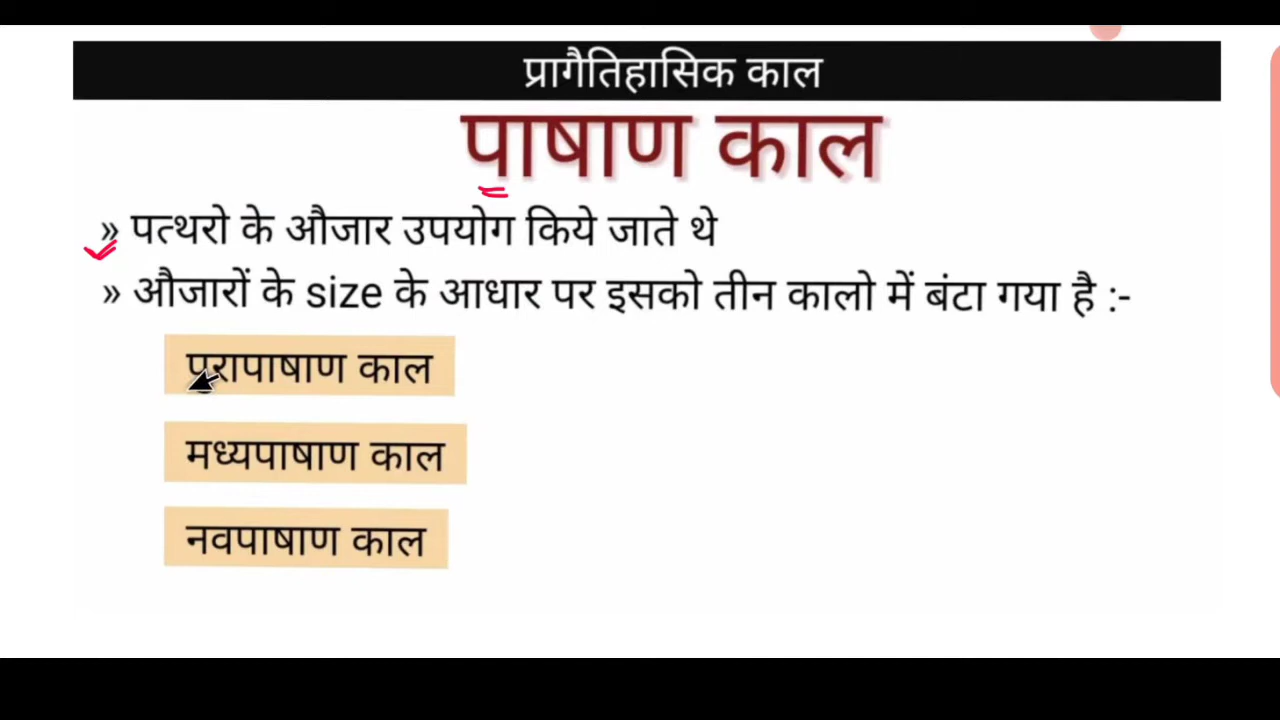 प्रागैतिहासिक काल
पाषाण काल
» पत्थरो के औजार उपयोग किये जाते थे
» औजारों के size के आधार पर इसको तीन कालो में बंटा गया है :-
पुरापाषाण काल
मध्यपाषाण काल
नवपाषाण काल